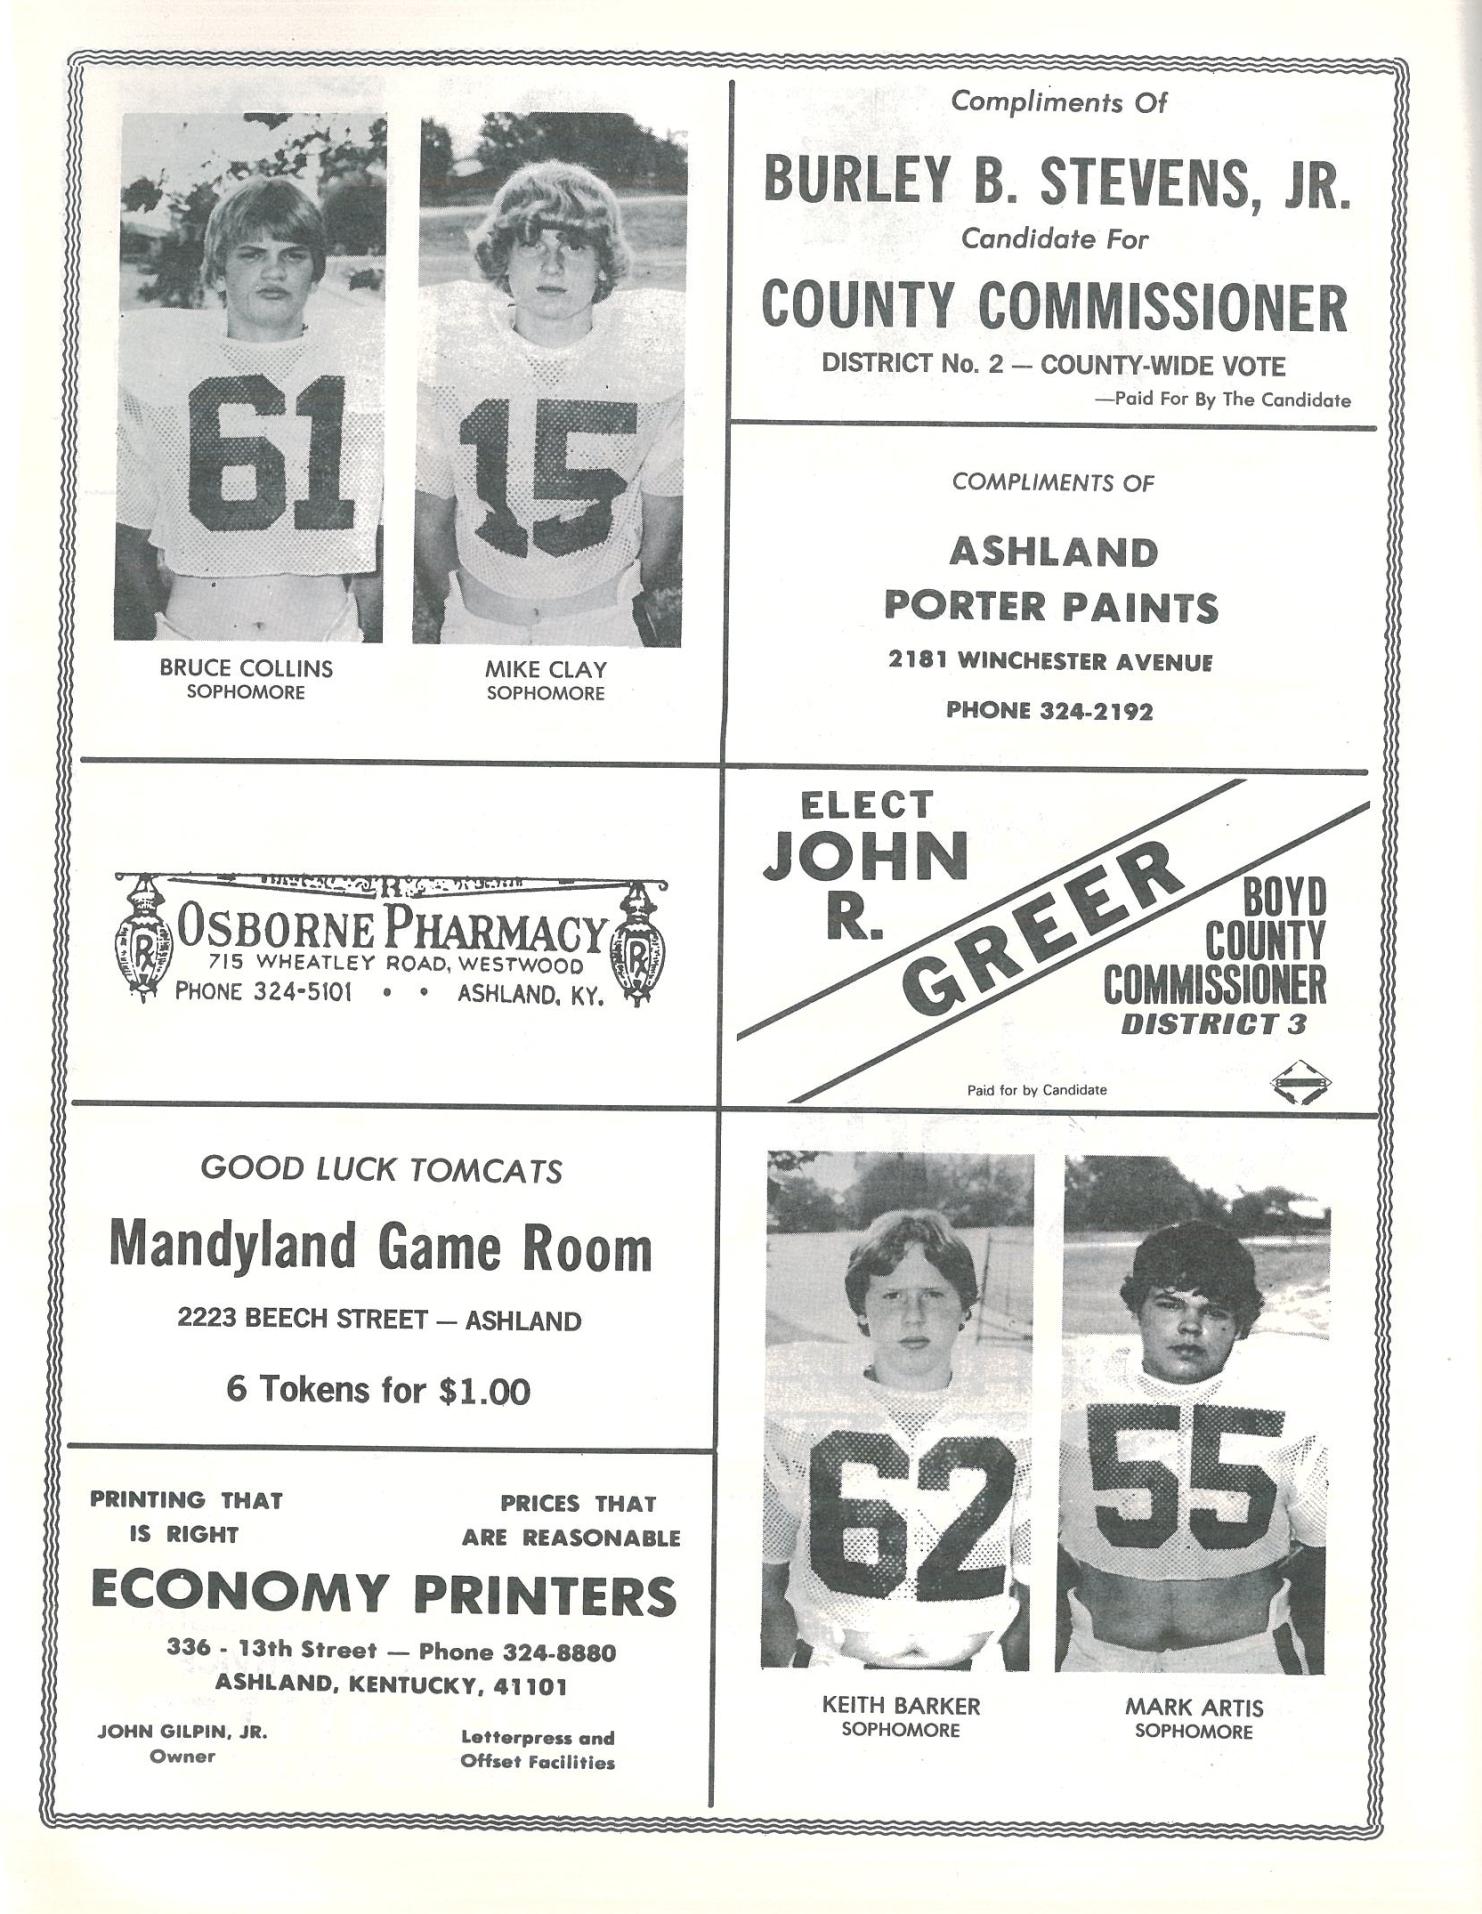 61
15
BRUCE COLLINS
SOPHOMORE
MIKE CLAY
SOPHOMORE
Compliments Of
BURLEY B. STEVENS, JR.
Candidate For
COUNTY COMMISSIONER
DISTRICT No. 2 — COUNTY-WIDE VOTE
—Paid For By The Candidate
COMPLIMENTS OF
ASHLAND
PORTER PAINTS
2181 WINCHESTER AVENUE
PHONE 324-2192
OSBORNE PHARMACY
715 WHEATLEY ROAD, WESTWOOD
PHONE 324-5101 • • ASHLAND, KY.
ELECT
JOHN
R.
GREER
BOYD
COUNTY
COMMISSIONER
DISTRICT 3
Paid for by Candidate
GOOD LUCK TOMCATS
Mandyland Game Room
2223 BEECH STREET — ASHLAND
6 Tokens for $1.00
PRINTING THAT
IS RIGHT
PRICES THAT
ARE REASONABLE
ECONOMY PRINTERS
336 - 13th Street — Phone 324-8880
ASHLAND, KENTUCKY, 41101
JOHN GILPIN, JR.
Owner
Letterpress and
Offset Facilities
62
55
KEITH BARKER
SOPHOMORE
MARK ARTIS
SOPHOMORE